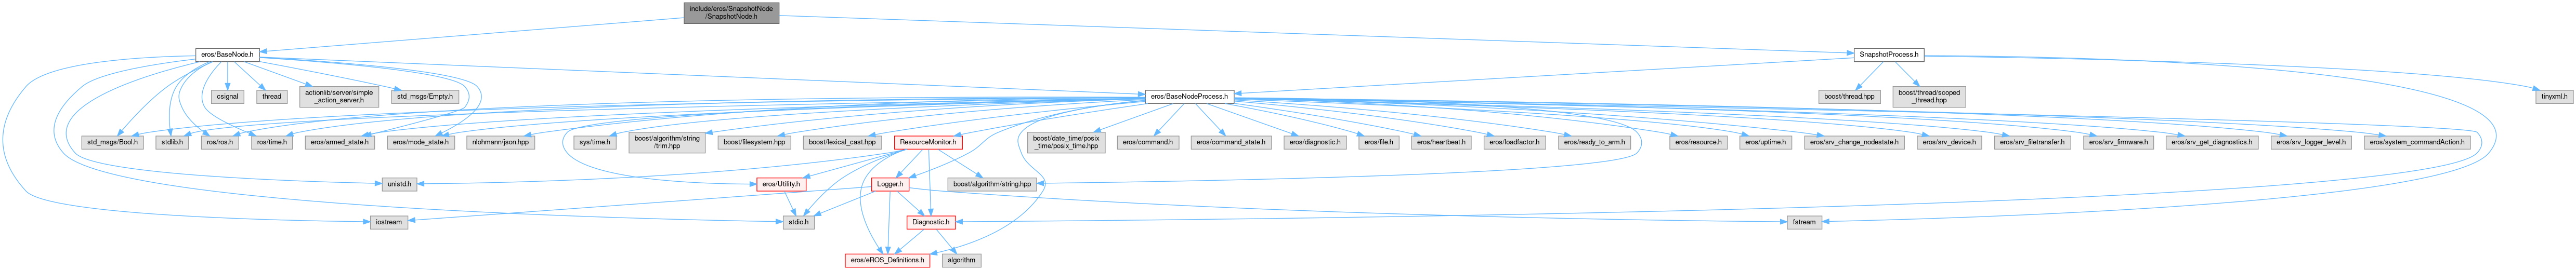 include/eros/SnapshotNode
/SnapshotNode.h
eros/BaseNode.h
SnapshotProcess.h
csignal
thread
actionlib/server/simple
_action_server.h
std_msgs/Empty.h
eros/BaseNodeProcess.h
boost/thread.hpp
boost/thread/scoped
_thread.hpp
tinyxml.h
std_msgs/Bool.h
stdlib.h
ros/ros.h
ros/time.h
eros/armed_state.h
eros/mode_state.h
nlohmann/json.hpp
sys/time.h
boost/algorithm/string
/trim.hpp
boost/filesystem.hpp
boost/lexical_cast.hpp
ResourceMonitor.h
boost/date_time/posix
_time/posix_time.hpp
eros/command.h
eros/command_state.h
eros/diagnostic.h
eros/file.h
eros/heartbeat.h
eros/loadfactor.h
eros/ready_to_arm.h
eros/resource.h
eros/uptime.h
eros/srv_change_nodestate.h
eros/srv_device.h
eros/srv_filetransfer.h
eros/srv_firmware.h
eros/srv_get_diagnostics.h
eros/srv_logger_level.h
eros/system_commandAction.h
unistd.h
eros/Utility.h
Logger.h
boost/algorithm/string.hpp
iostream
stdio.h
Diagnostic.h
fstream
eros/eROS_Definitions.h
algorithm